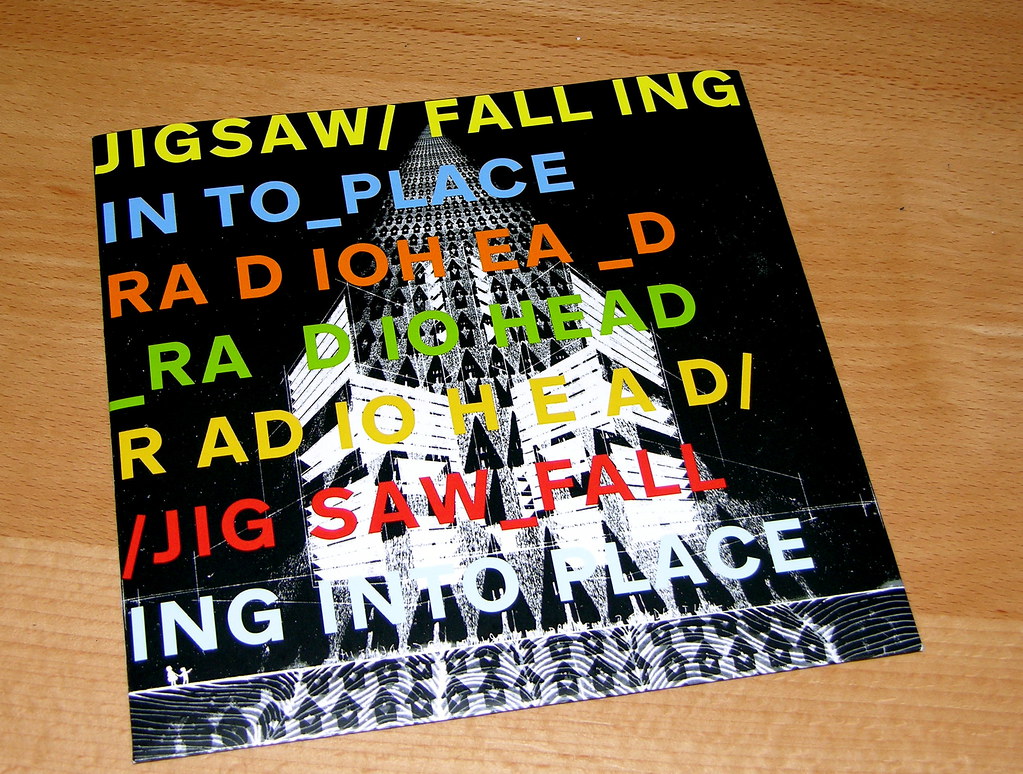 JIGSAW/ FALL ING
IN TO_PLACE
RA D IOH EA _D
_RA D IO HEAD
R AD IO H E A D/
/JIG SAW_FALL
ING INTO PLACE